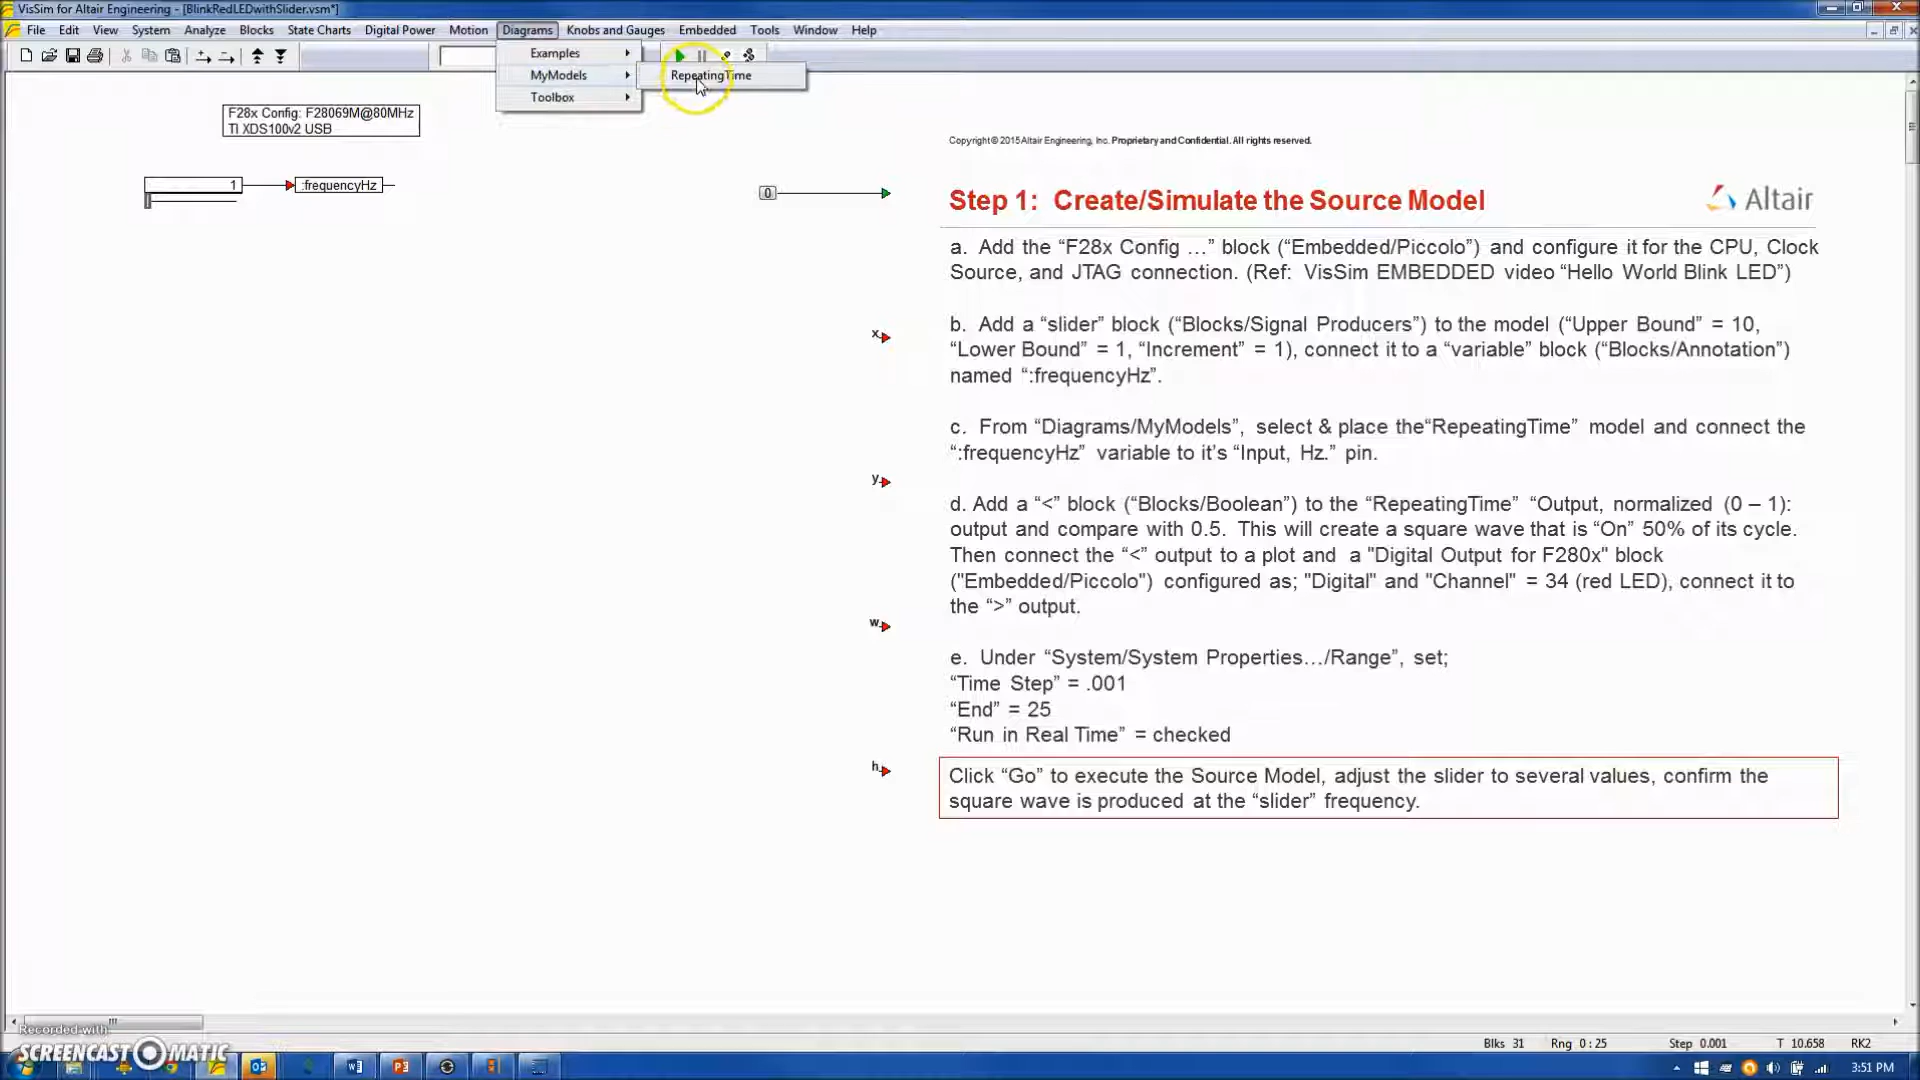 VisSim for Altair Engineering - [BlinkRedLEDwithSlider.vsm*]
File Edit View System Analyze Blocks State Charts Digital Power Motion Diagrams Knobs and Gauges Embedded Tools Window Help
Examples
MyModels
RepeatingTime
Toolbox
F28x Config: F28069M@80MHz
TI XDS100v2 USB
Copyright © 2015 Altair Engineering, Inc. Proprietary and Confidential. All rights reserved.
1
:frequencyHz
0
Step 1: Create/Simulate the Source Model
Altair
a. Add the “F28x Config …” block (“Embedded/Piccolo”) and configure it for the CPU, Clock
Source, and JTAG connection. (Ref: VisSim EMBEDDED video “Hello World Blink LED”)
b. Add a “slider” block (“Blocks/Signal Producers”) to the model (“Upper Bound” = 10,
“Lower Bound” = 1, “Increment” = 1), connect it to a “variable” block (“Blocks/Annotation”)
named “:frequencyHz”.
c. From “Diagrams/MyModels”, select & place the“RepeatingTime” model and connect the
“:frequencyHz” variable to it’s “Input, Hz.” pin.
d. Add a “<” block (“Blocks/Boolean”) to the “RepeatingTime” “Output, normalized (0 – 1):
output and compare with 0.5. This will create a square wave that is “On” 50% of its cycle.
Then connect the “<” output to a plot and a "Digital Output for F280x" block
("Embedded/Piccolo") configured as; "Digital" and "Channel" = 34 (red LED), connect it to
the “>” output.
e. Under “System/System Properties…/Range”, set;
“Time Step” = .001
“End” = 25
“Run in Real Time” = checked
Click “Go” to execute the Source Model, adjust the slider to several values, confirm the
square wave is produced at the “slider” frequency.
x
y
w
h
Recorded with
SCREENCAST-O-MATIC
Blks 31 Rng 0 : 25 Step 0.001 T 10.658 RK2
3:51 PM